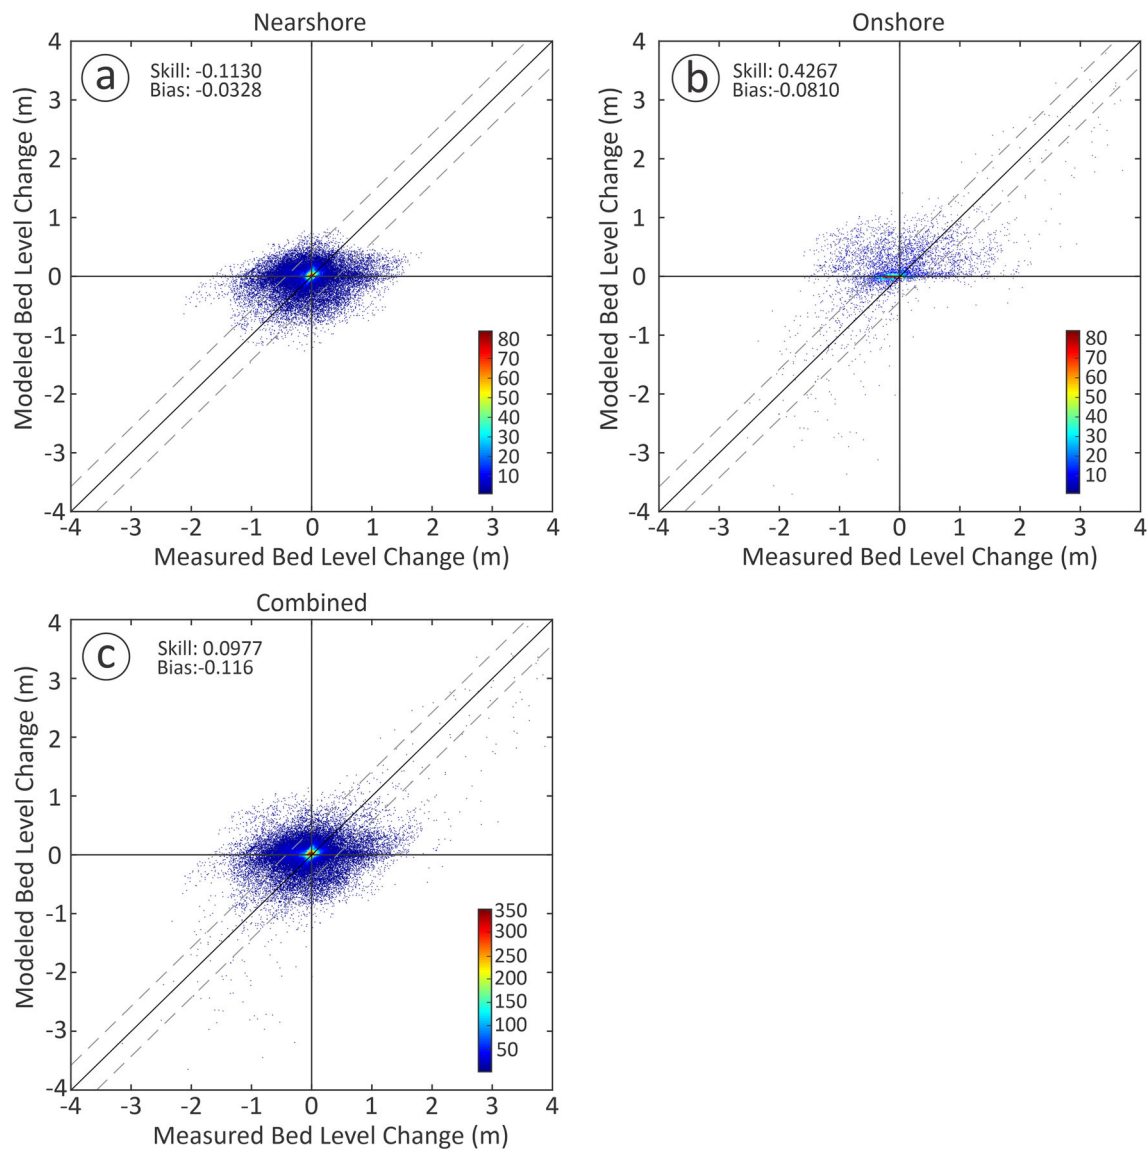 Nearshore
a
Skill: -0.1130
Bias: -0.0328
4
3
2
1
0
-1
-2
-3
-4
Modeled Bed Level Change (m)
80
70
60
50
40
30
20
10
-4 -3 -2 -1 0 1 2 3 4
Measured Bed Level Change (m)
Onshore
b
Skill: 0.4267
Bias:-0.0810
4
3
2
1
0
-1
-2
-3
-4
Modeled Bed Level Change (m)
80
70
60
50
40
30
20
10
-4 -3 -2 -1 0 1 2 3 4
Measured Bed Level Change (m)
Combined
c
Skill: 0.0977
Bias:-0.116
4
3
2
1
0
-1
-2
-3
-4
Modeled Bed Level Change (m)
350
300
250
200
150
100
50
-4 -3 -2 -1 0 1 2 3 4
Measured Bed Level Change (m)